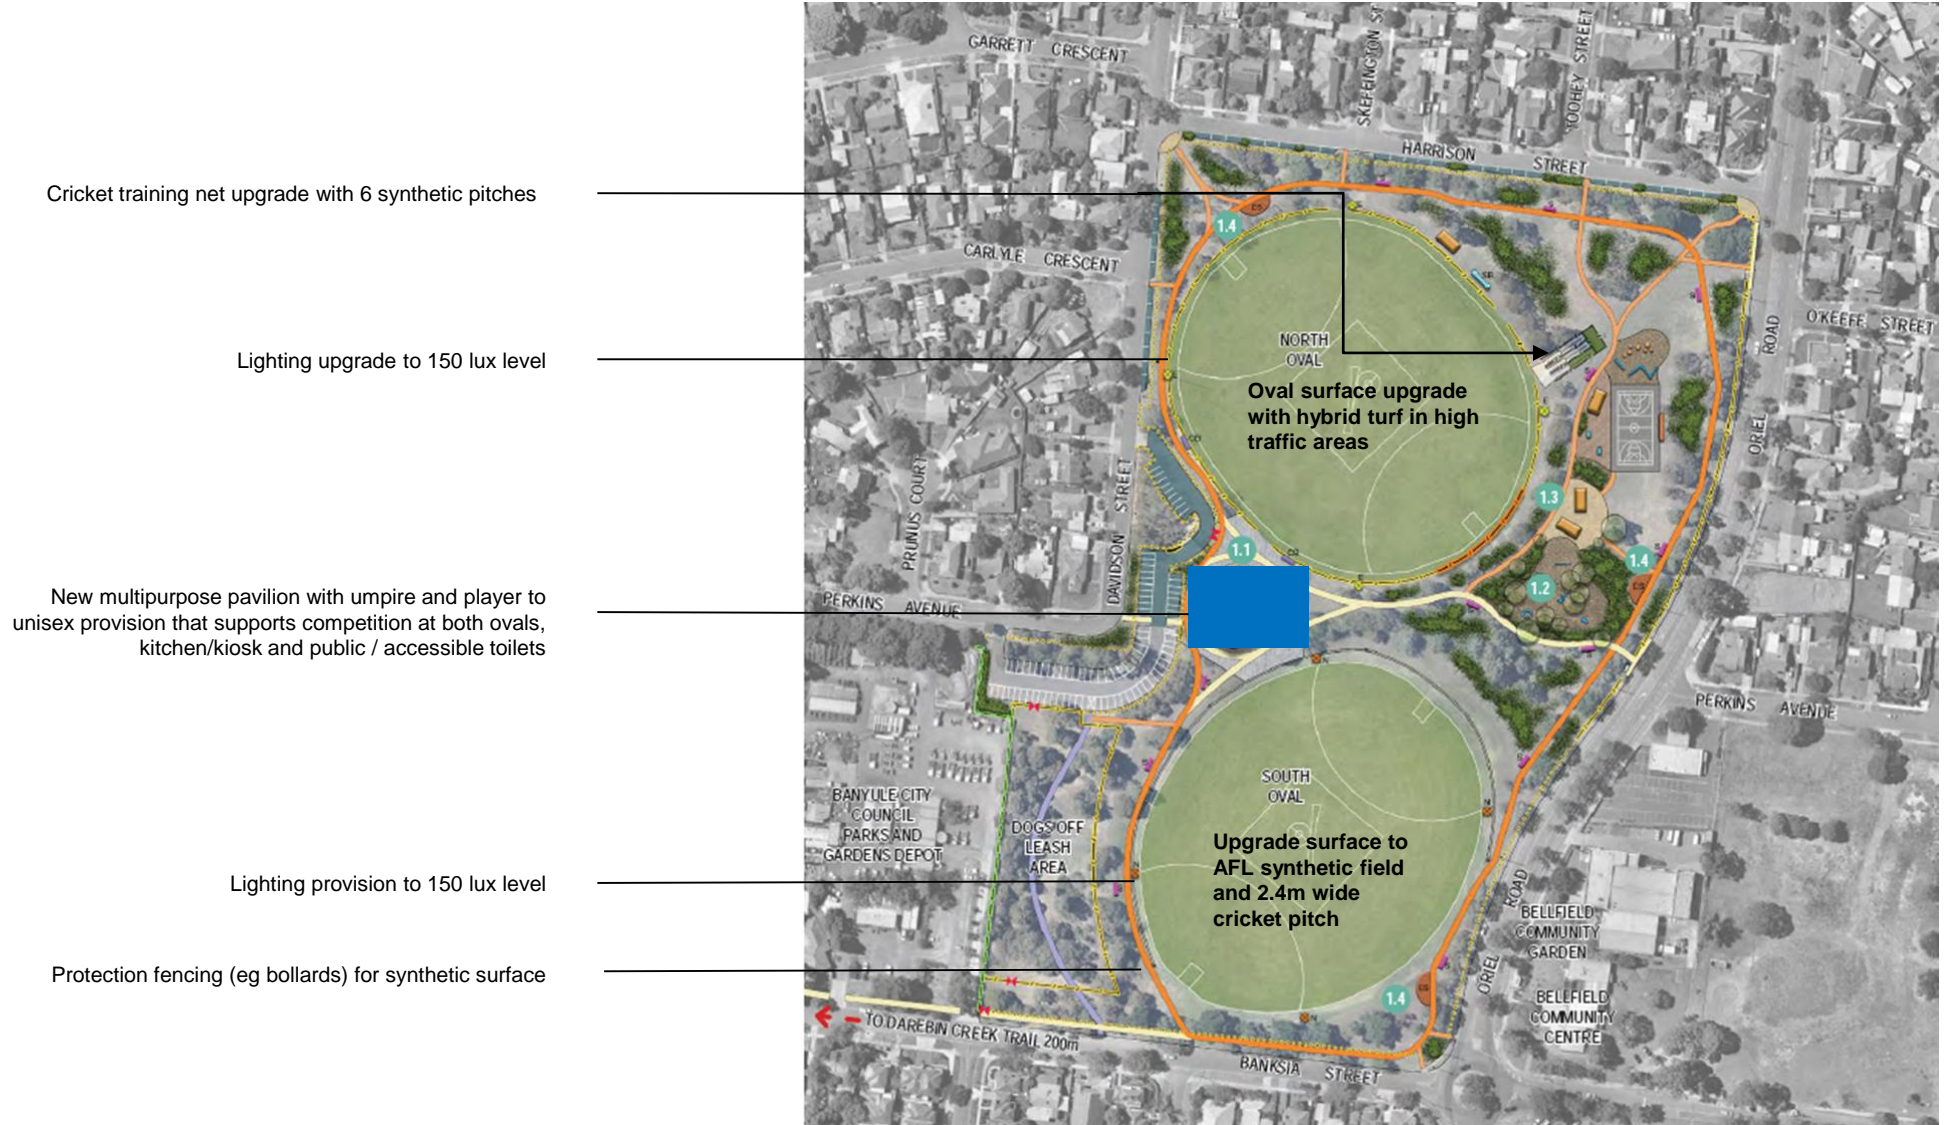 GARRETT CRESCENT
SKEFFINGTON ST
TOOHEY STREET
HARRISON STREET
Cricket training net upgrade with 6 synthetic pitches
1.4
CARLYLE CRESCENT
O'KEEFE STREET
ROAD
ORIEL
NORTH
OVAL
Lighting upgrade to 150 lux level
Oval surface upgrade
with hybrid turf in high
traffic areas
PRUNUS COURT
DAVIDSON STREET
1.3
1.1
1.4
1.2
PERKINS AVENUE
New multipurpose pavilion with umpire and player to
unisex provision that supports competition at both ovals,
kitchen/kiosk and public / accessible toilets
PERKINS AVENUE
SOUTH
OVAL
BANYULE CITY
COUNCIL
PARKS AND
GARDENS DEPOT
DOGS OFF
LEASH
AREA
Upgrade surface to
AFL synthetic field
and 2.4m wide
cricket pitch
Lighting provision to 150 lux level
ORIEL ROAD
BELLFIELD
COMMUNITY
GARDEN
Protection fencing (eg bollards) for synthetic surface
1.4
BELLFIELD
COMMUNITY
CENTRE
TO DAREBIN CREEK TRAIL 200m
BANKSIA STREET